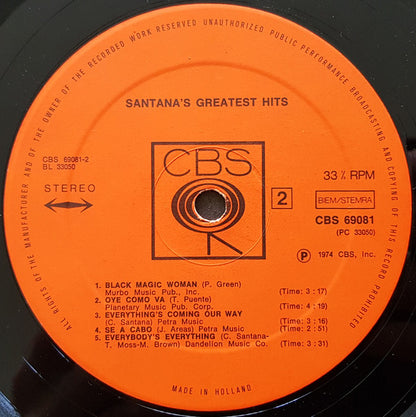 ALL RIGHTS OF THE MANUFACTURER AND OF THE OWNER OF THE RECORDED WORK RESERVED UNAUTHORIZED PUBLIC PERFORMANCE BROADCASTING AND COPYING OF THIS RECORD PROHIBITED
SANTANA'S GREATEST HITS
CBS 69081-2
BL 33050
STEREO
CBS
2
33 ⅓ RPM
BIEM/STEMRA
CBS 69081
(PC 33050)
Ⓟ 1974 CBS, Inc.
1 BLACK MAGIC WOMAN (P. Green)
Murbo Music Pub., Inc. (Time: 3:17)
2 OYE COMO VA (T. Puente)
Planetary Music Pub. Corp. (Time: 4:19)
3 EVERYTHING'S COMING OUR WAY
(C. Santana) Petra Music (Time: 3:16)
4 SE A CABO (J. Areas) Petra Music (Time: 2:51)
5 EVERYBODY'S EVERYTHING (C. Santana-
T. Moss-M. Brown) Dandelion Music Co. (Time: 3:31)
MADE IN HOLLAND